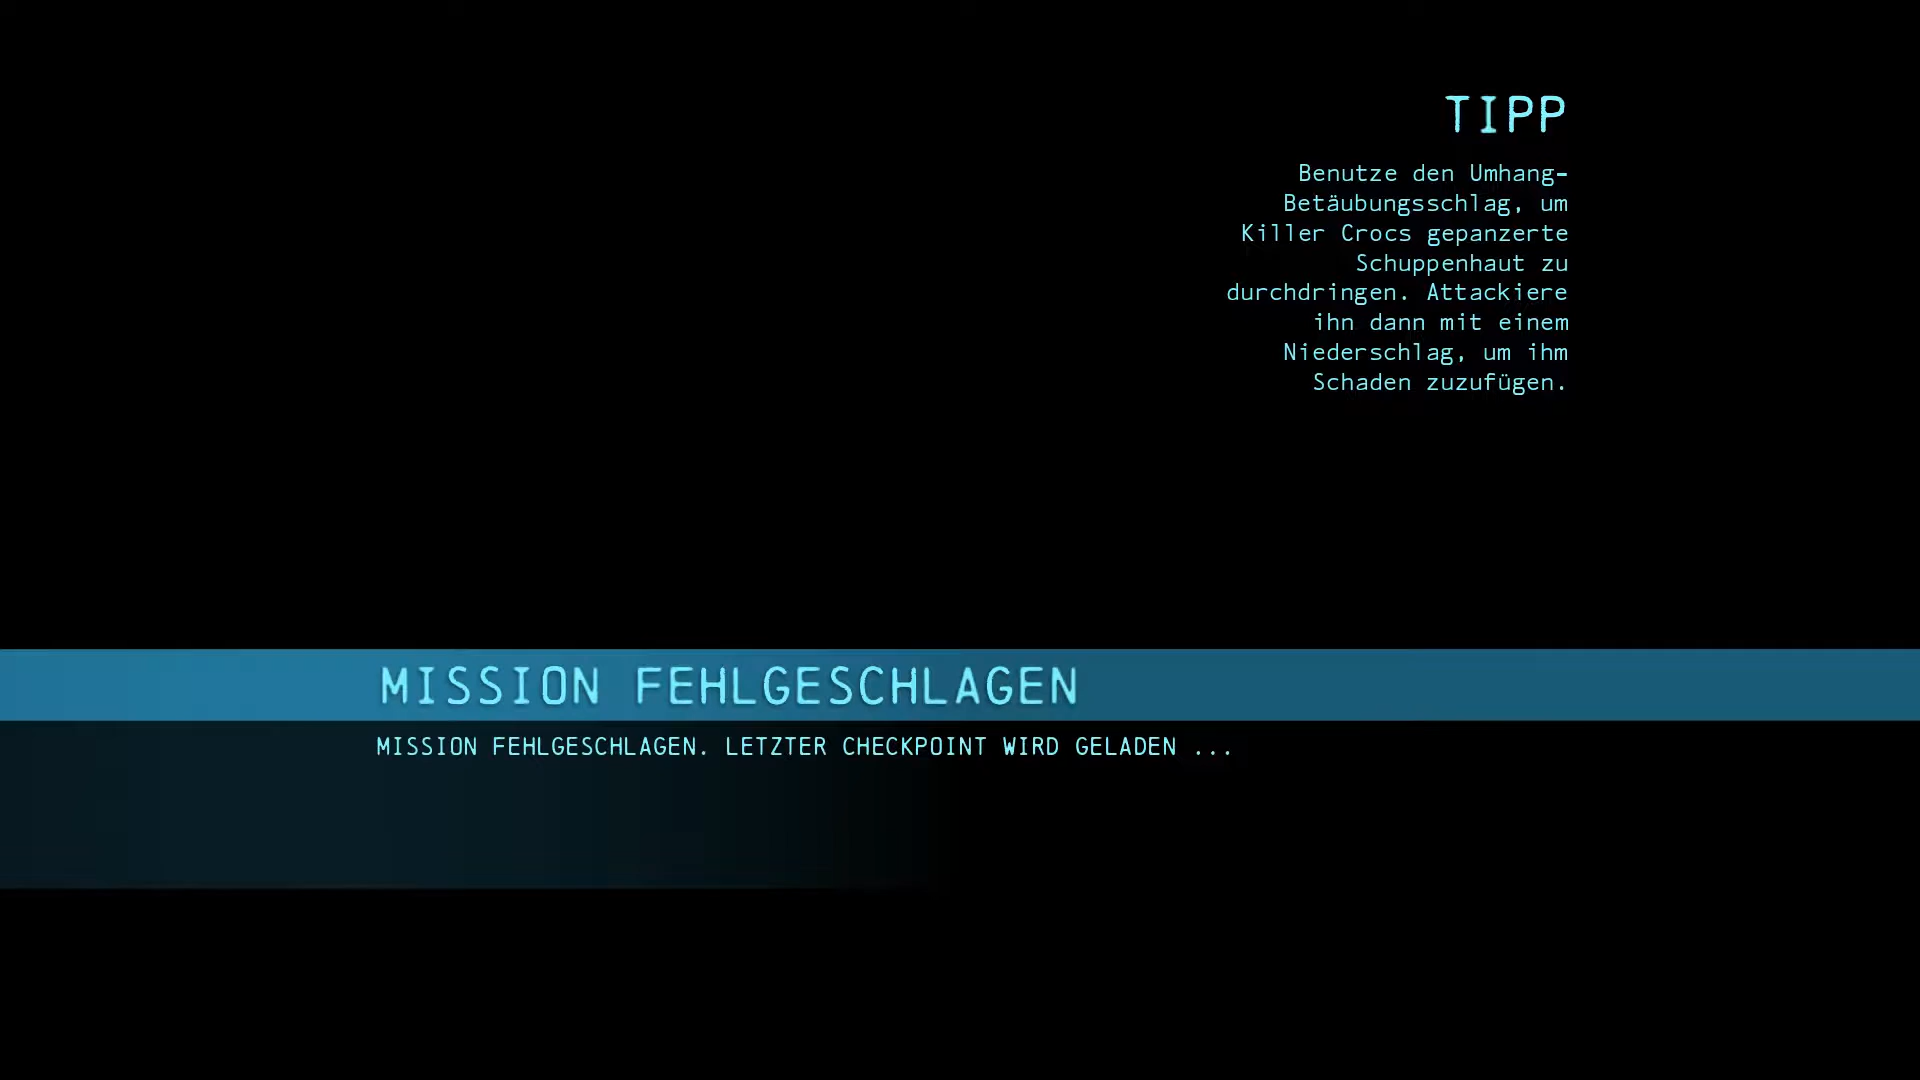 TIPP
Benutze den Umhang-
Betäubungsschlag, um
Killer Crocs gepanzerte
Schuppenhaut zu
durchdringen. Attackiere
ihn dann mit einem
Niederschlag, um ihm
Schaden zuzufügen.
MISSION FEHLGESCHLAGEN
MISSION FEHLGESCHLAGEN. LETZTER CHECKPOINT WIRD GELADEN ...